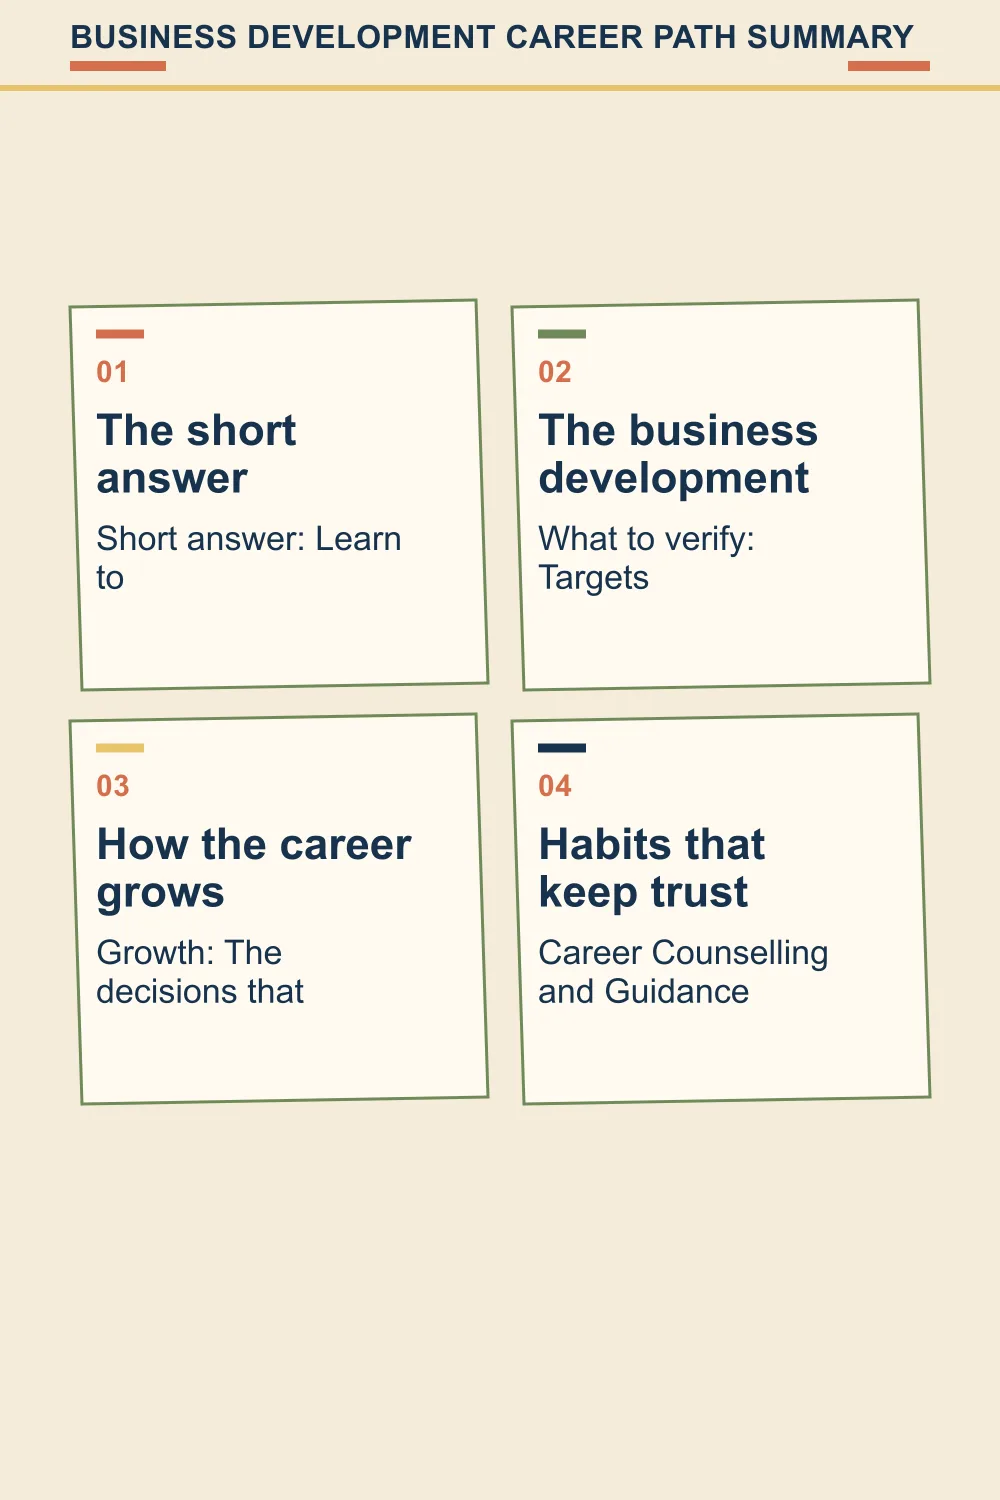 BUSINESS DEVELOPMENT CAREER PATH SUMMARY
01
The short
answer
Short answer: Learn
to
02
The business
development
What to verify:
Targets
03
How the career
grows
Growth: The
decisions that
04
Habits that
keep trust
Career Counselling
and Guidance